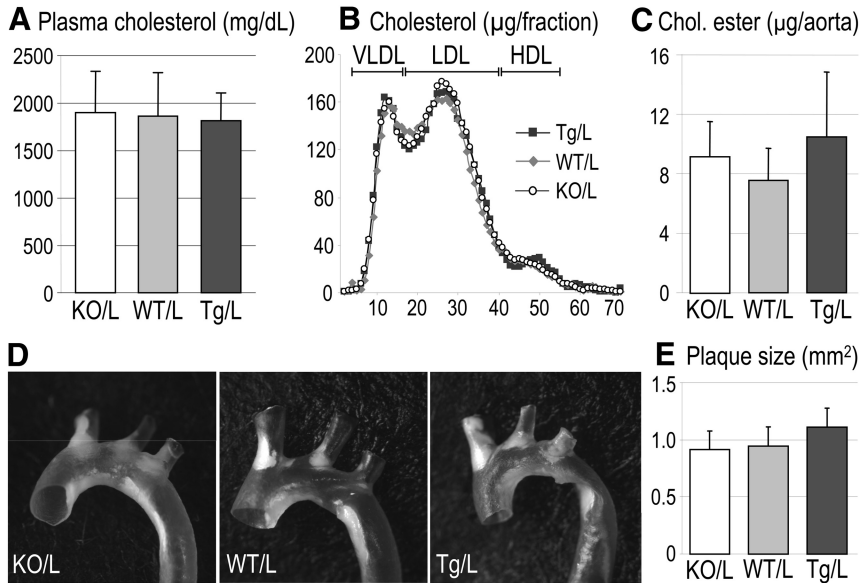 A Plasma cholesterol (mg/dL)
2500
2000
1500
1000
500
0
KO/L WT/L Tg/L
B Cholesterol (µg/fraction)
VLDL LDL HDL
200
160
120
80
40
0
Tg/L
WT/L
KO/L
10 20 30 40 50 60 70
C Chol. ester (µg/aorta)
16
12
8
4
0
KO/L WT/L Tg/L
D
KO/L
WT/L
Tg/L
E Plaque size (mm²)
1.5
1.0
0.5
0
KO/L WT/L Tg/L